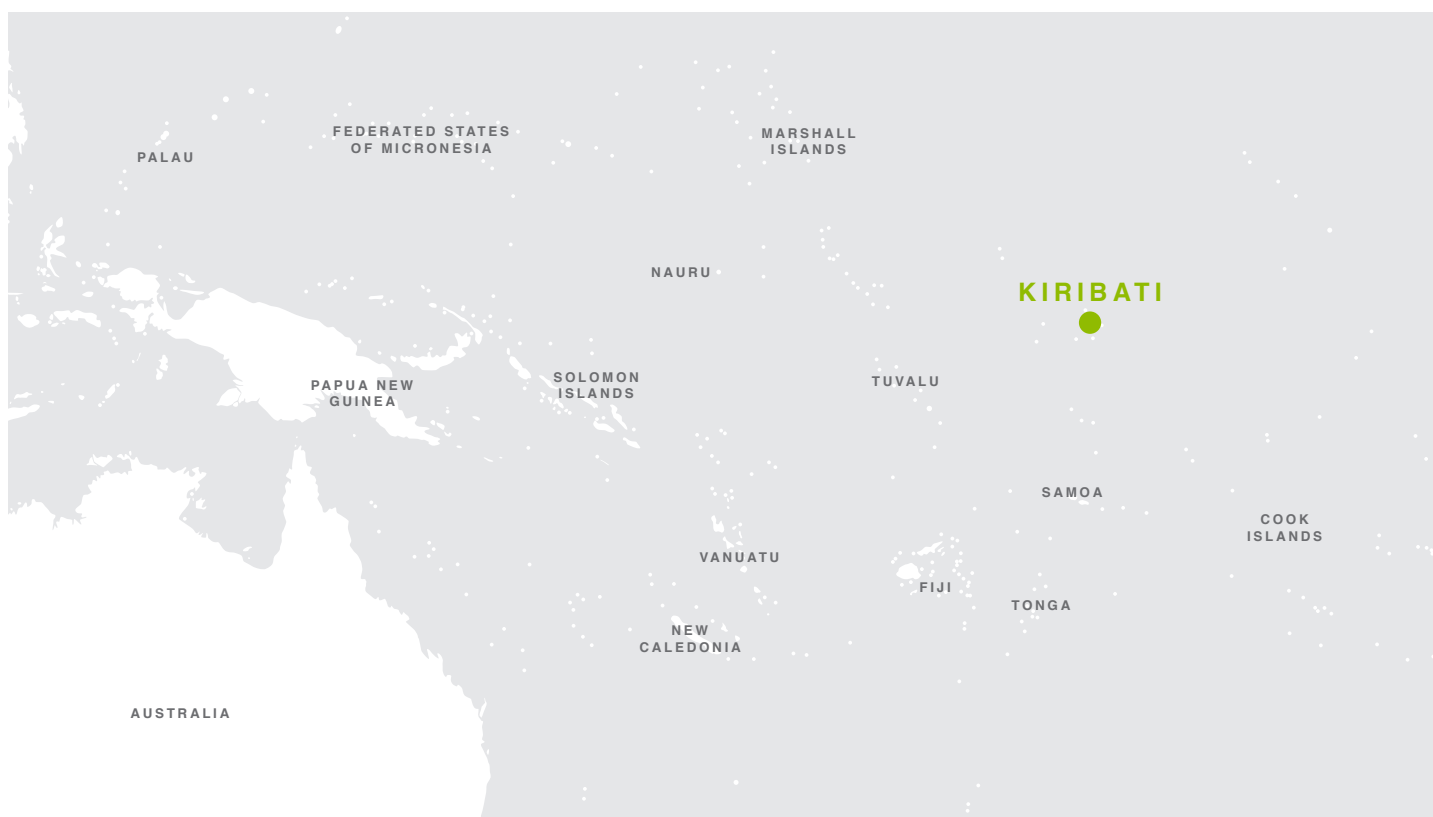 FEDERATED STATES
OF MICRONESIA
MARSHALL
ISLANDS
PALAU
NAURU
KIRIBATI
PAPUA NEW
GUINEA
SOLOMON
ISLANDS
TUVALU
SAMOA
COOK
ISLANDS
VANUATU
FIJI
TONGA
NEW
CALEDONIA
AUSTRALIA